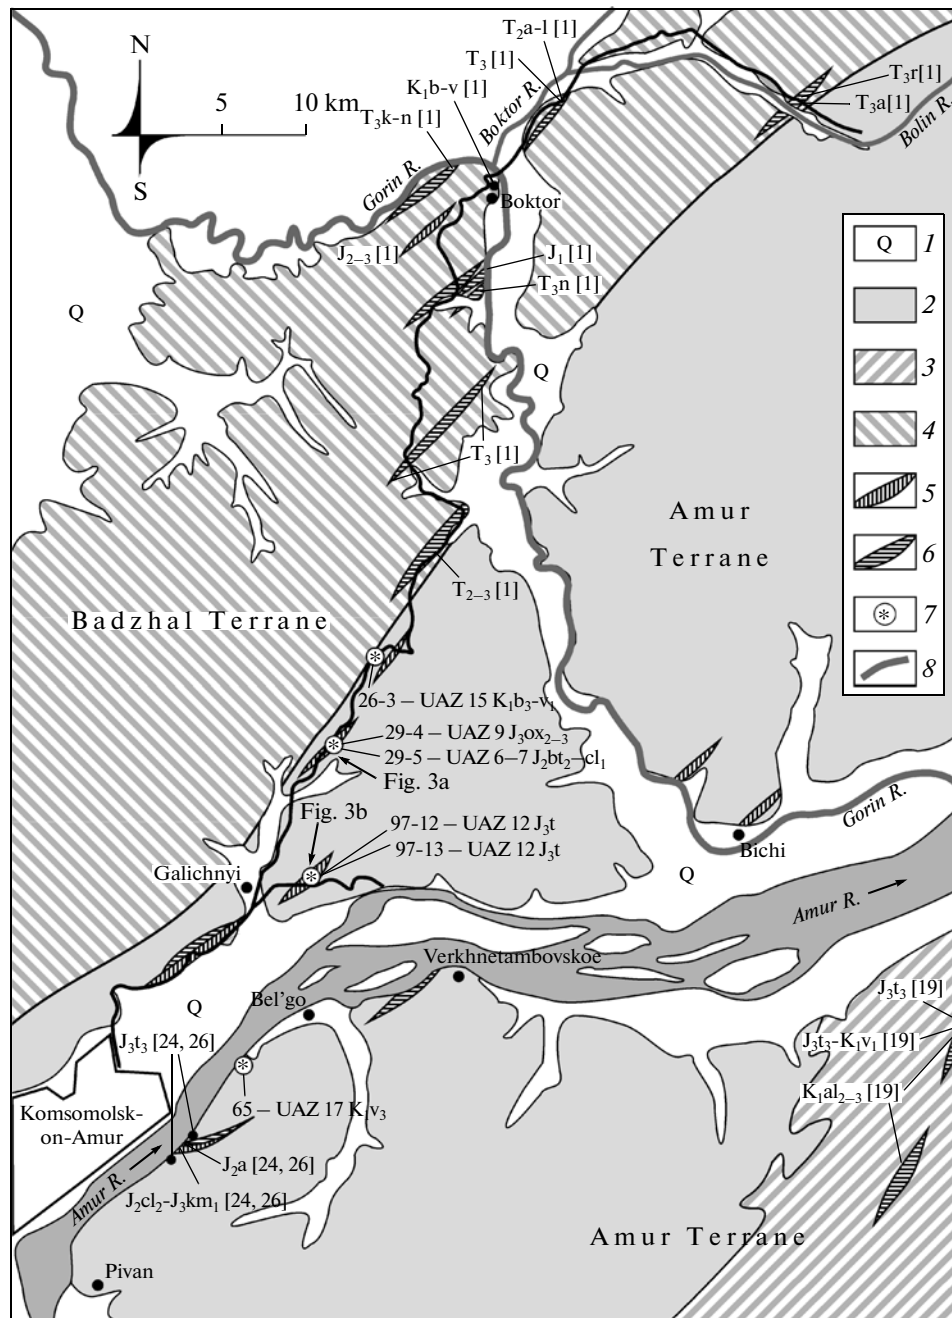 T₂a-l [1]
T₃ [1]
K₁b-v [1]
T₃k-n [1]
Boktor R.
T₃r[1]
T₃a[1]
Bolin R.
N
5
10 km
S
Gorin R.
Boktor
J₂₋₃ [1]
J₁ [1]
T₃n [1]
Q
Q
T₃ [1]
Q 1
2
3
4
5
6
* 7
8
Amur
Terrane
T₂₋₃ [1]
Badzhal Terrane
*
26-3 – UAZ 15 K₁b₃-v₁
*
29-4 – UAZ 9 J₃ox₂₋₃
29-5 – UAZ 6–7 J₂bt₂–cl₁
Fig. 3a
Fig. 3b
97-12 – UAZ 12 J₃t
97-13 – UAZ 12 J₃t
*
Gorin R.
Bichi
Galichnyi
Q
Amur R.
Verkhnetambovskoe
Bel'go
Q
J₃t₃ [24, 26]
*
65 – UAZ 17 K₁v₃
J₃t₃ [19]
J₃t₃-K₁v₁ [19]
K₁al₂₋₃ [19]
Komsomolsk-
on-Amur
Amur R.
J₂a [24, 26]
J₂cl₂-J₃km₁ [24, 26]
Amur Terrane
Pivan